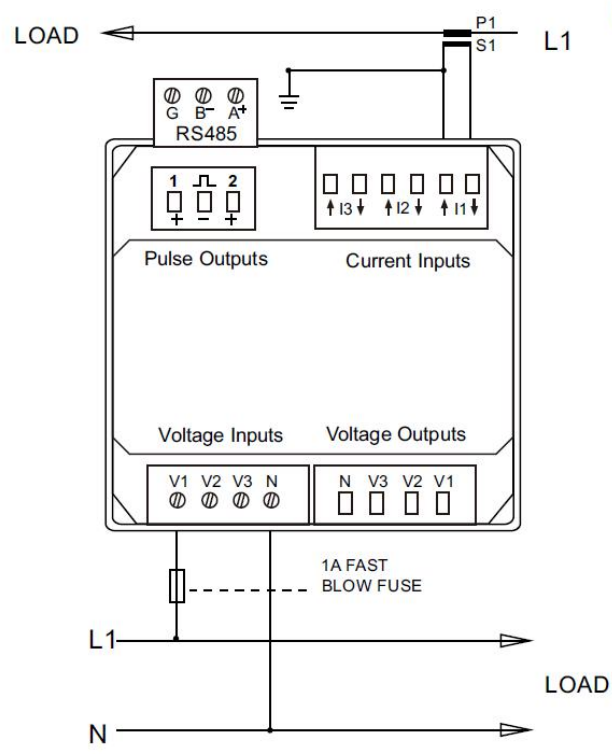 LOAD
P1
S1
L1
G B- A+
RS485
1 2
+ - +
I3 I2 I1
Pulse Outputs
Current Inputs
Voltage Inputs
Voltage Outputs
V1 V2 V3 N
N V3 V2 V1
1A FAST
BLOW FUSE
L1
LOAD
N